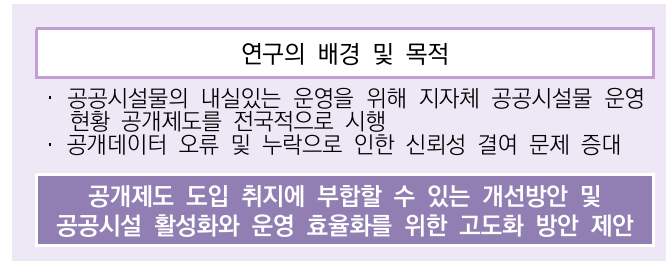 연구의 배경 및 목적
· 공공시설물의 내실있는 운영을 위해 지자체 공공시설물 운영
현황 공개제도를 전국적으로 시행
· 공개데이터 오류 및 누락으로 인한 신뢰성 결여 문제 증대
공개제도 도입 취지에 부합할 수 있는 개선방안 및
공공시설 활성화와 운영 효율화를 위한 고도화 방안 제안